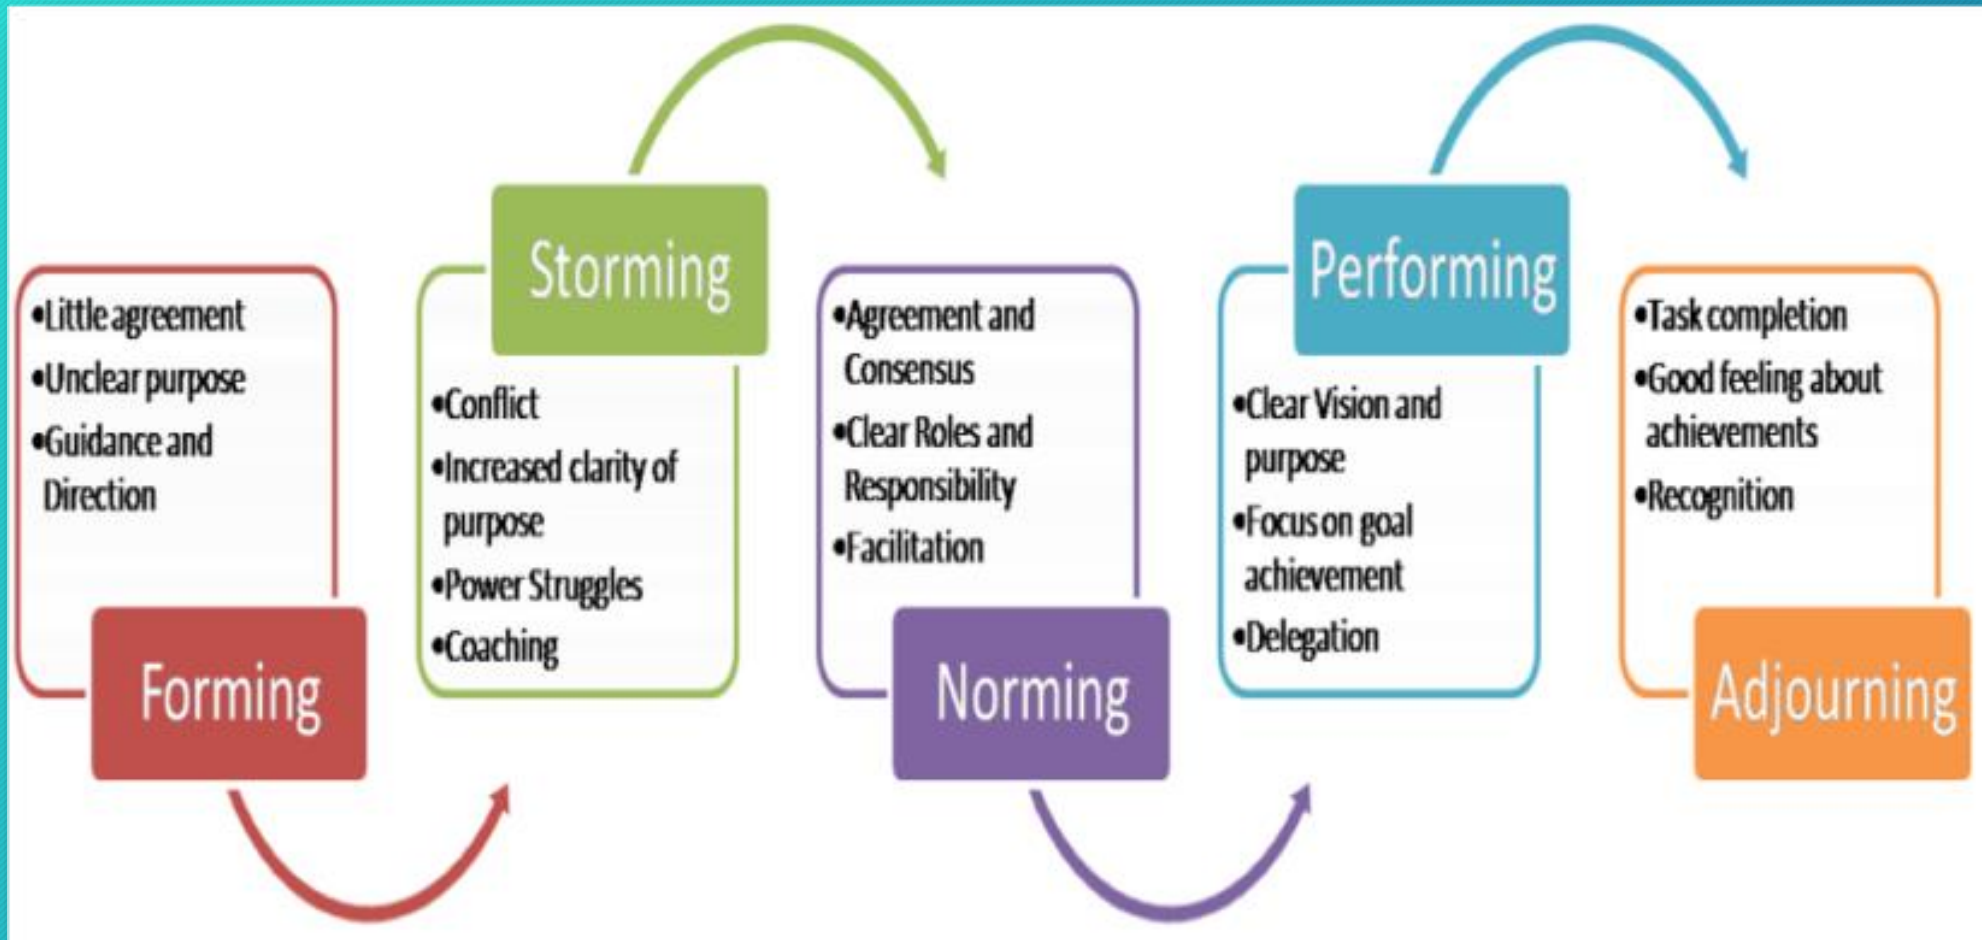 •Little agreement
•Unclear purpose
•Guidance and
Direction
Forming
Storming
•Conflict
•Increased clarity of
purpose
•Power Struggles
•Coaching
•Agreement and
Consensus
•Clear Roles and
Responsibility
•Facilitation
Norming
Performing
•Clear Vision and
purpose
•Focus on goal
achievement
•Delegation
•Task completion
•Good feeling about
achievements
•Recognition
Adjourning